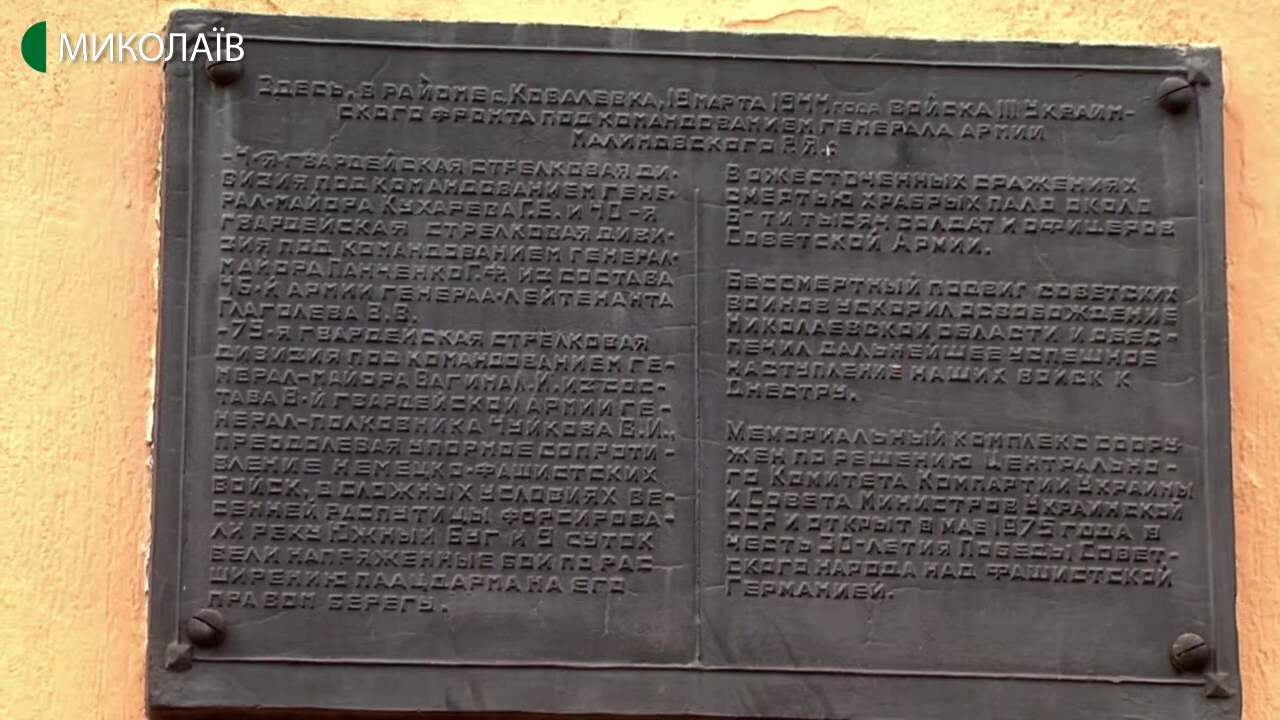 МИКОЛАЇВ
Здесь, в районе с. Ковалевка, 19 марта 1944 года войска III Украин-
ского фронта под командованием генерала армии
Малиновского Р.Я.:
гвардейская стрелковая ди-
визия под командованием гене-
рал-майора Кухарева Г.Е. и 40-я
гвардейская стрелковая диви-
зия под командованием генерал-
майора Панченко Г.Ф. из состава
46-й армии генерал-лейтенанта
Глаголева В.В.
-79-я гвардейская стрелковая
дивизия под командованием ге-
нерал-майора Вагина Л.И. из сос-
тава 8-й гвардейской армии ге-
нерал-полковника Чуйкова В.И.,
преодолевая упорное сопроти-
вление немецко-фашистских
войск, в сложных условиях ве-
сенней распутицы форсирова-
ли реку Южный Буг и 9 суток
вели напряженные бои по рас
ширению плацдарма на его
правом берегу.
В ожесточенных сражениях
смертью храбрых пало около
ти тысяч солдат и офицеров
Советской Армии.
Бессмертный подвиг советских
воинов ускорил освобождение
Николаевской области и обес-
печил дальнейшее успешное
наступление наших войск к
Днестру.
Мемориальный комплекс соору-
жен по решению Центрально-
го Комитета Компартии Украины
и Совета Министров Украинской
ССР и открыт в мае 1975 года в
честь 30-летия Победы Совет-
ского народа над фашистской
Германией.